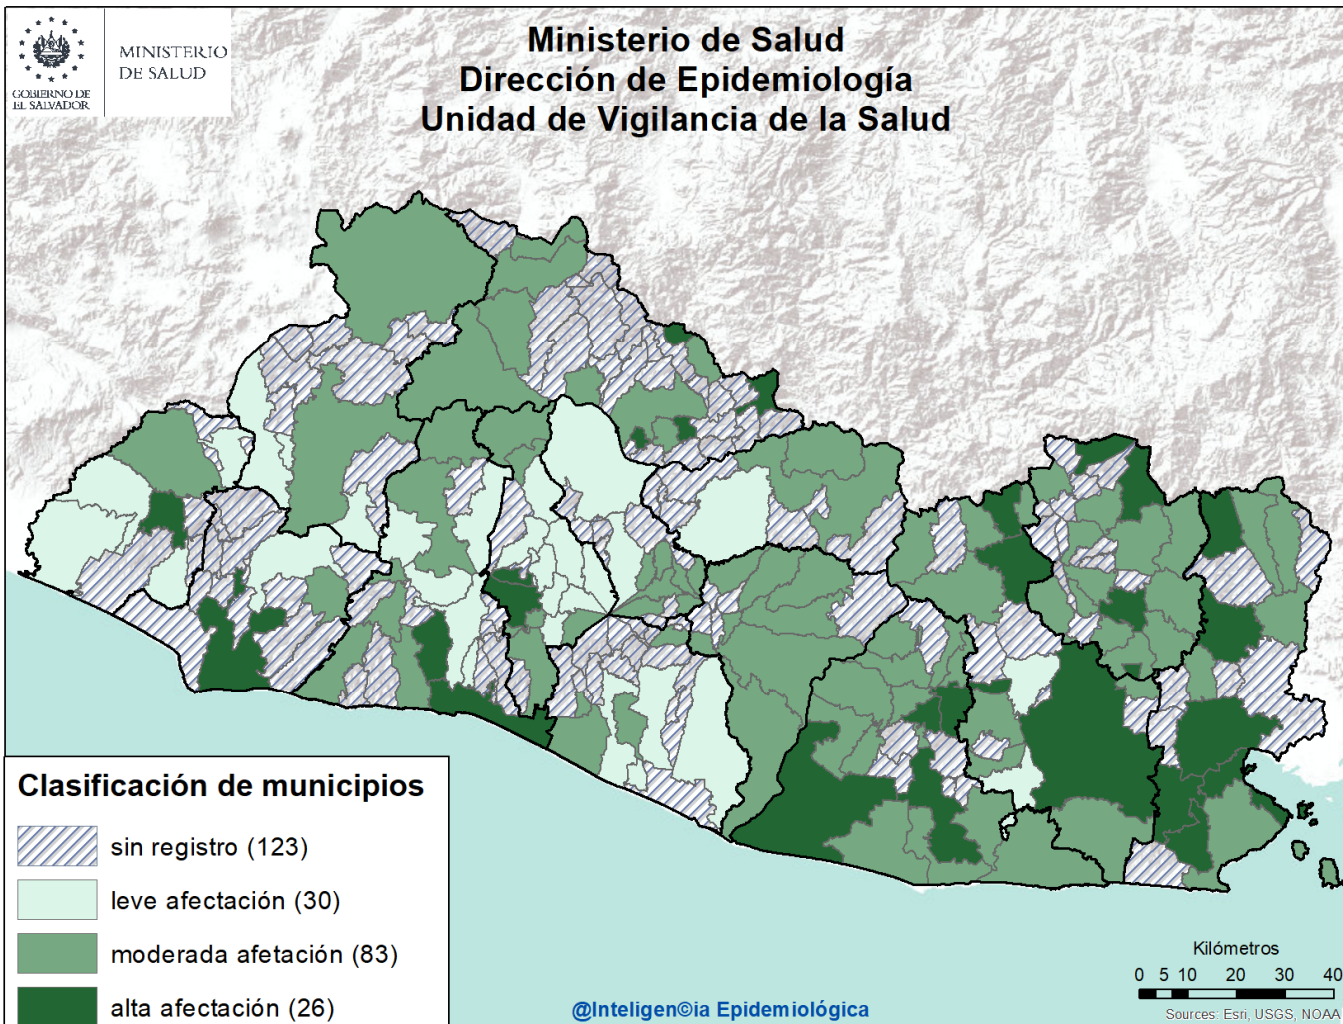 GOBIERNO DE
EL SALVADOR
MINISTERIO
DE SALUD
Ministerio de Salud
Dirección de Epidemiología
Unidad de Vigilancia de la Salud
Clasificación de municipios
sin registro (123)
leve afectación (30)
moderada afetación (83)
alta afectación (26)
@Inteligen©ia Epidemiológica
Kilómetros
0 5 10 20 30 40
Sources: Esri, USGS, NOAA